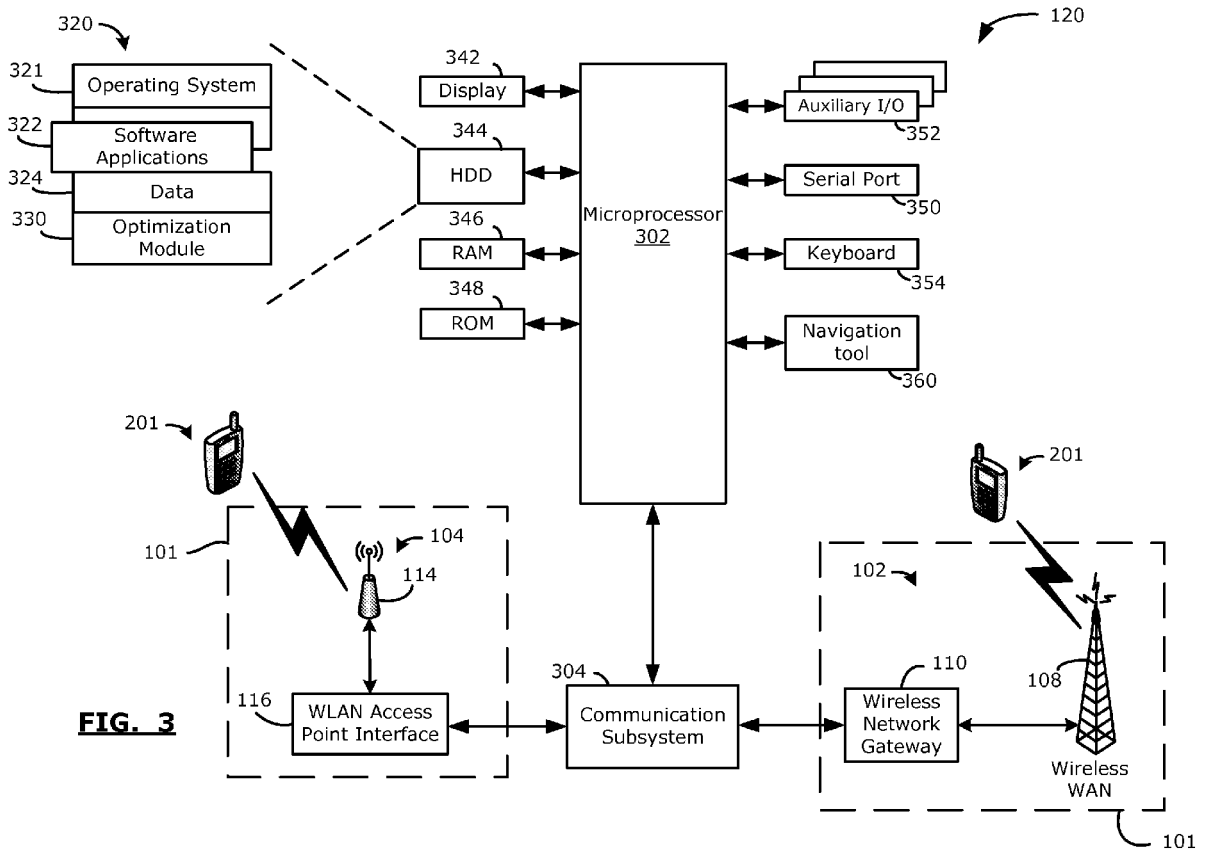 320
120
321
Operating System
322
Software
Applications
324
Data
330
Optimization
Module
342
Display
344
HDD
346
RAM
348
ROM
Microprocessor
302
Auxiliary I/O
352
Serial Port
350
Keyboard
354
Navigation
tool
360
201
101
104
114
116
WLAN Access
Point Interface
304
Communication
Subsystem
201
102
110
Wireless
Network
Gateway
108
Wireless
WAN
101
FIG. 3